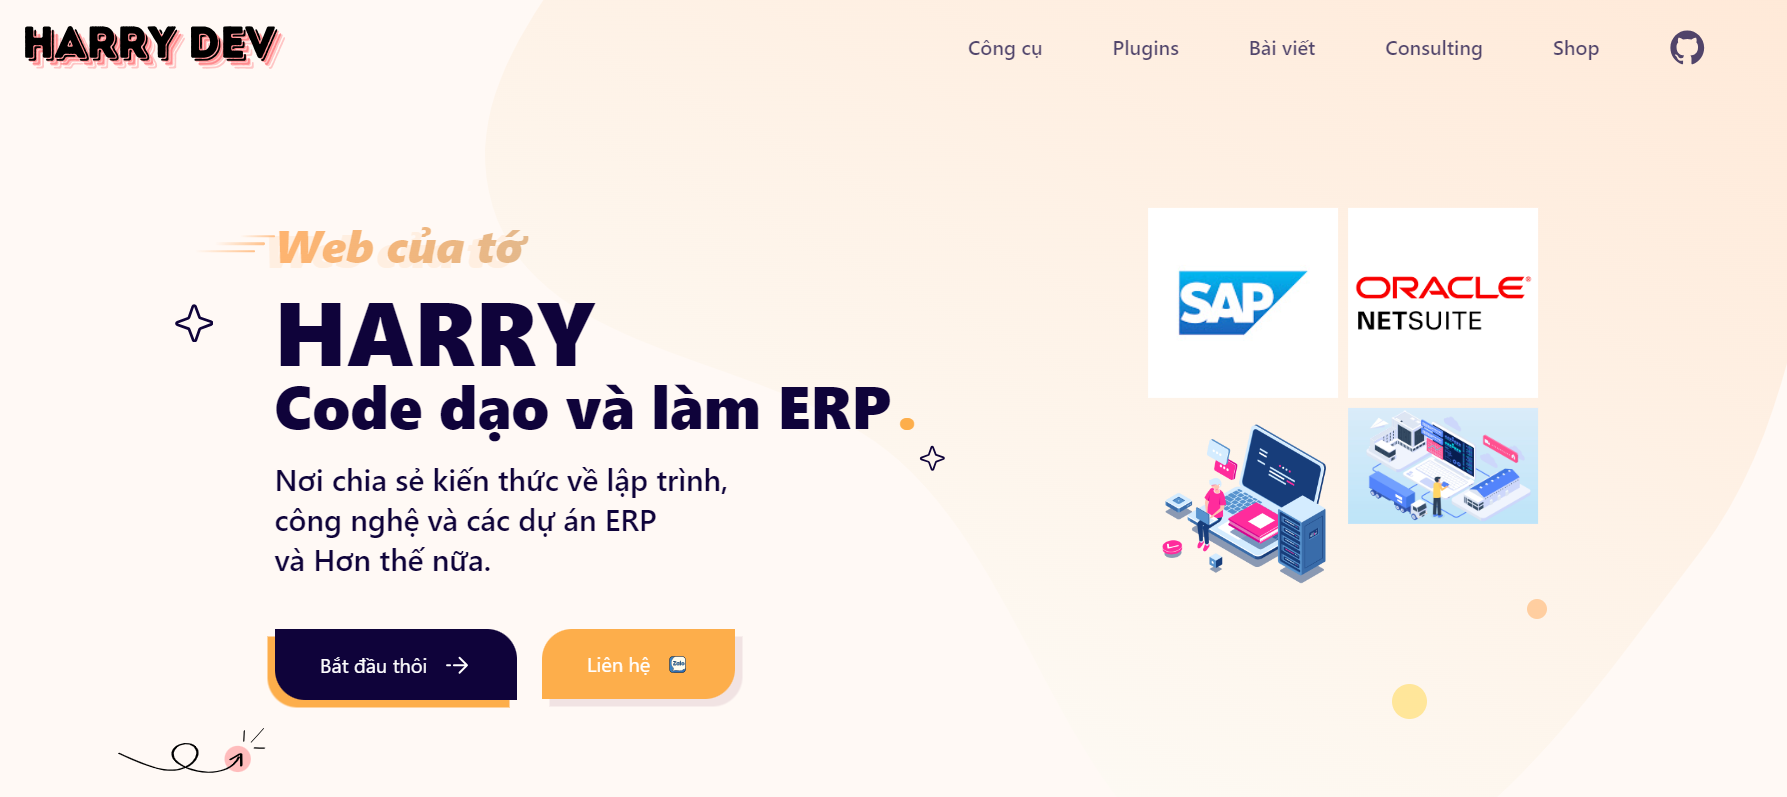 HARRY DEV
Công cụ
Plugins
Bài viết
Consulting
Shop
Web của tớ
HARRY
Code dạo và làm ERP.
Nơi chia sẻ kiến thức về lập trình,
công nghệ và các dự án ERP
và Hơn thế nữa.
Bắt đầu thôi
Liên hệ
Zalo
SAP
ORACLE®
NETSUITE